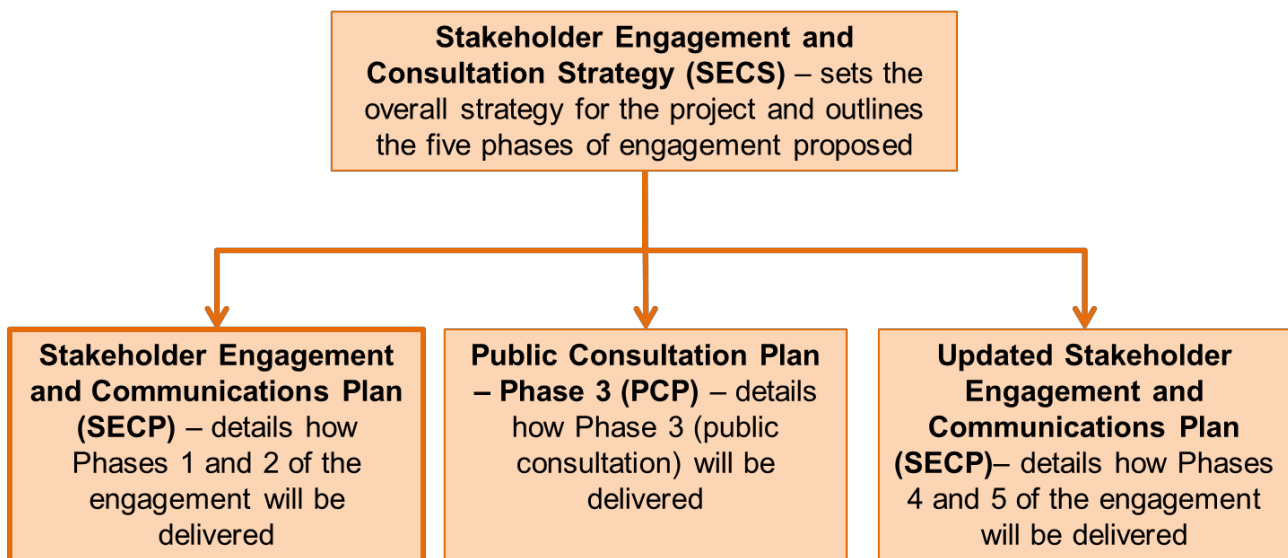 Stakeholder Engagement and
Consultation Strategy (SECS) – sets the
overall strategy for the project and outlines
the five phases of engagement proposed
Stakeholder Engagement
and Communications Plan
(SECP) – details how
Phases 1 and 2 of the
engagement will be
delivered
Public Consultation Plan
– Phase 3 (PCP) – details
how Phase 3 (public
consultation) will be
delivered
Updated Stakeholder
Engagement and
Communications Plan
(SECP)– details how Phases
4 and 5 of the engagement
will be delivered